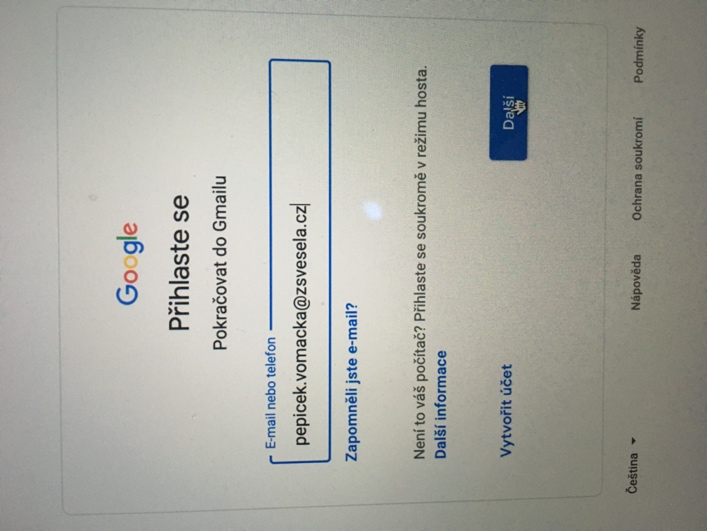 Google
Přihlaste se
Pokračovat do Gmailu
E-mail nebo telefon
pepicek.vomacka@zsvesela.cz
Zapomněli jste e-mail?
Není to váš počítač? Přihlaste se soukromě v režimu hosta.
Další informace
Vytvořit účet
Další
Čeština
Nápověda
Ochrana soukromí
Podmínky